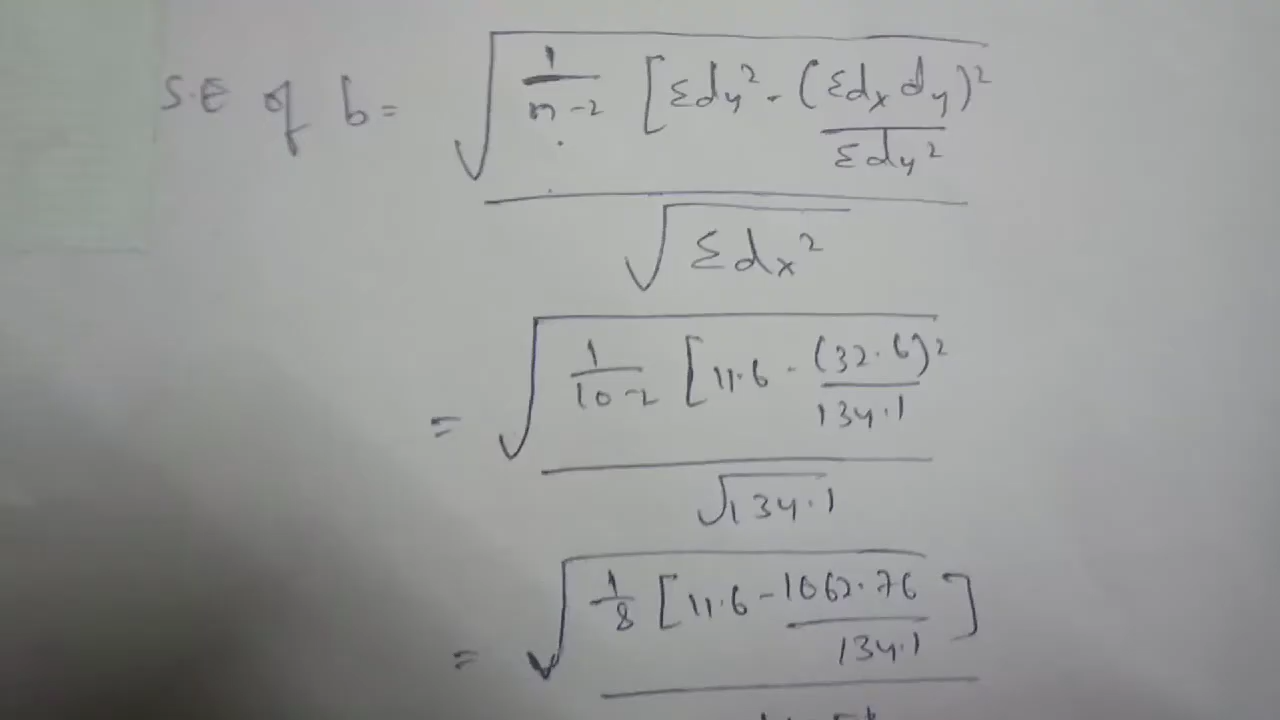 S.E of b = √(1/(n-2) [Σdy² - (Σdx dy)²/Σdy²) / √(Σdx²)
= √(1/(10-2) [11.6 - (32.6)²/134.1) / √134.1
= √(1/8 [11.6 - 1062.76/134.1])